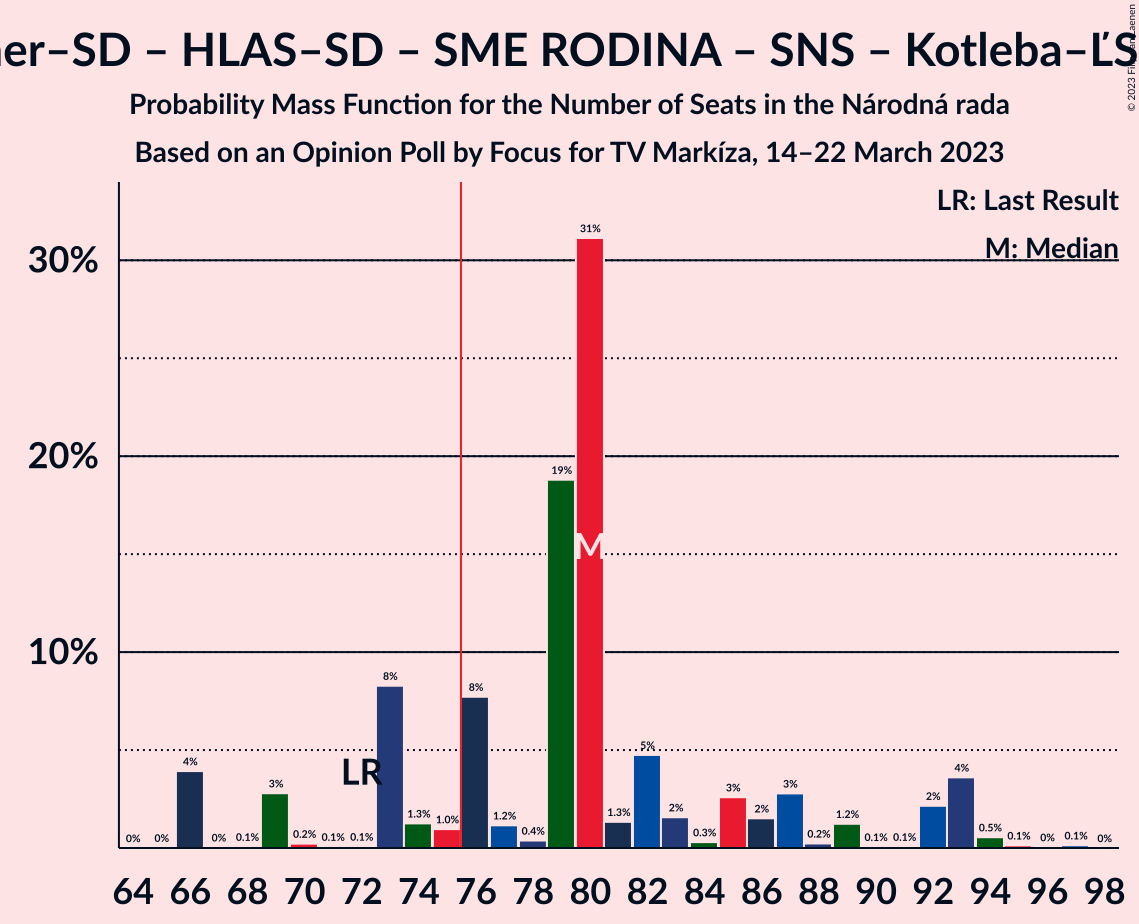 er–SD – HLAS–SD – SME RODINA – SNS – Kotleba–ĽS
Probability Mass Function for the Number of Seats in the Národná rada
Based on an Opinion Poll by Focus for TV Markíza, 14–22 March 2023
© 2023
LR: Last Result
M: Median
30%
20%
10%
31%
19%
M
8%
8%
LR
4%
3%
5%
3%
3%
4%
0% 0% 0% 0.1% 0.2% 0.1% 0.1% 1.3% 1.0% 1.2% 0.4% 1.3% 2% 0.3% 2% 0.2% 1.2% 0.1% 0.1% 2% 0.5% 0.1% 0% 0.1% 0%
64 66 68 70 72 74 76 78 80 82 84 86 88 90 92 94 96 98